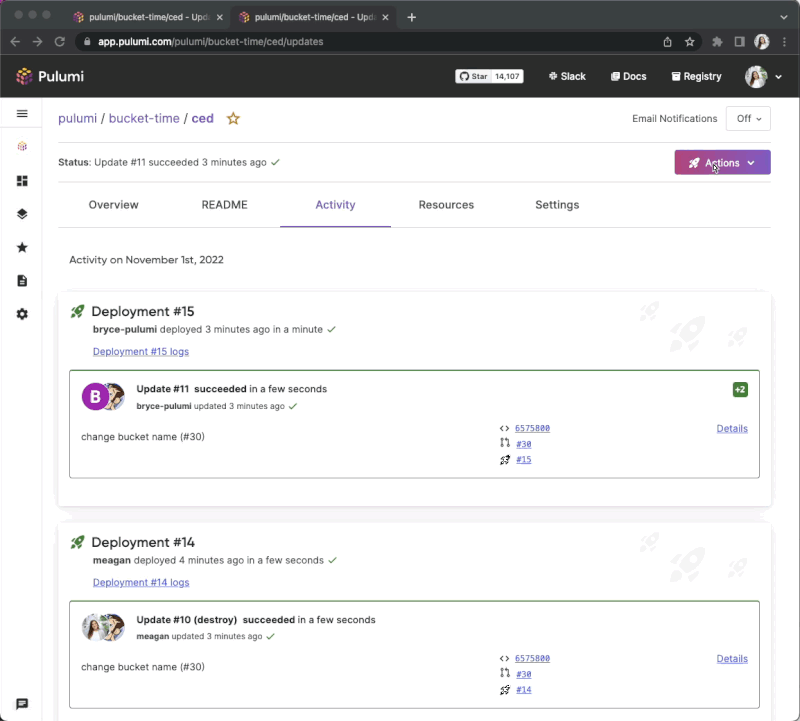 pulumi/bucket-time/ced - Upda
pulumi/bucket-time/ced - Upda
app.pulumi.com/pulumi/bucket-time/ced/updates
Pulumi
Star 14,107
Slack
Docs
Registry
pulumi / bucket-time / ced
Email Notifications Off
Status: Update #11 succeeded 3 minutes ago
Actions
Overview README Activity Resources Settings
Activity on November 1st, 2022
Deployment #15
bryce-pulumi deployed 3 minutes ago in a minute
Deployment #15 logs
B
Update #11 succeeded in a few seconds
+2
bryce-pulumi updated 3 minutes ago
change bucket name (#30)
6575800
Details
#30
#15
Deployment #14
meagan deployed 4 minutes ago in a few seconds
Deployment #14 logs
Update #10 (destroy) succeeded in a few seconds
meagan updated 3 minutes ago
change bucket name (#30)
6575800
Details
#30
#14